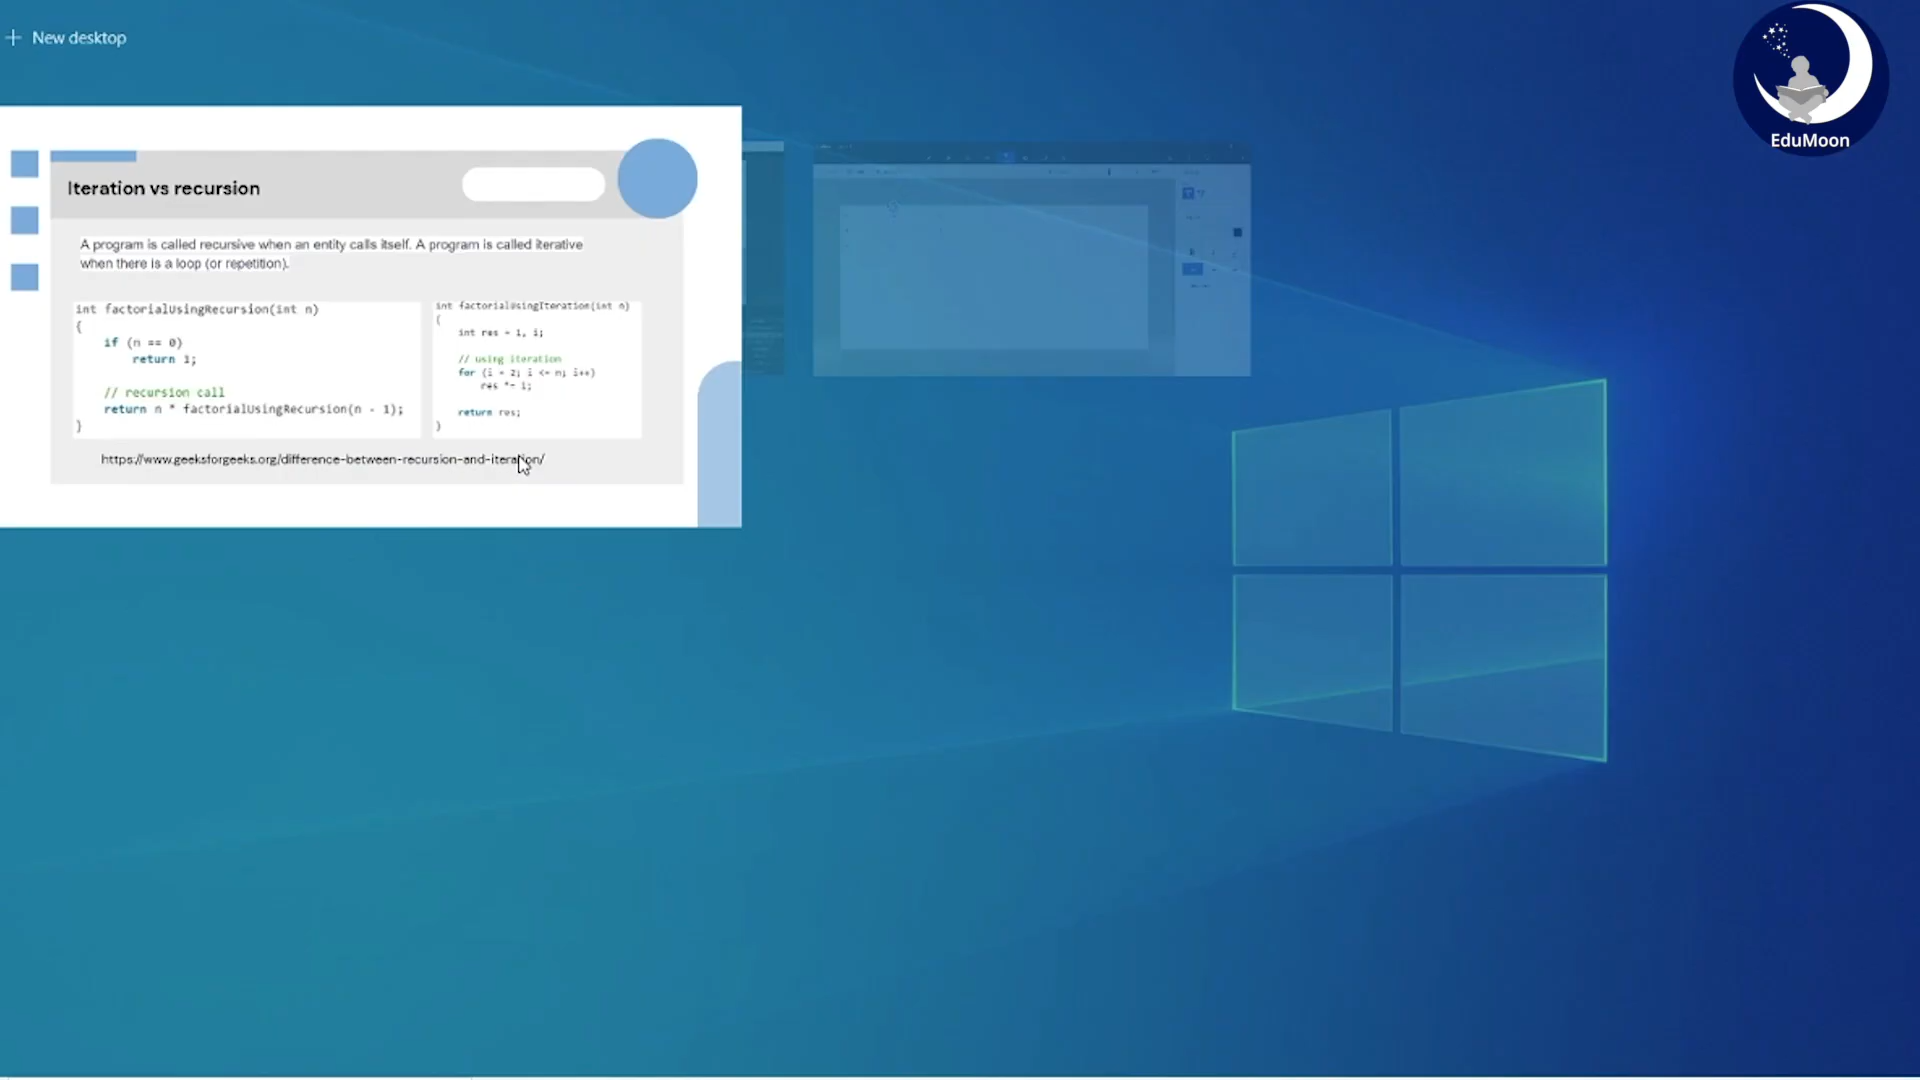 New desktop
EduMoon
Iteration vs recursion
A program is called recursive when an entity calls itself. A program is called iterative
when there is a loop (or repetition).
int factorialUsingRecursion(int n)
{
if (n == 0)
return 1;
// recursion call
return n * factorialUsingRecursion(n - 1);
}
int factorialUsingIteration(int n)
{
int res = 1, i;
// using iteration
for (i = 2; i <= n; i++)
res *= i;
return res;
}
https://www.geeksforgeeks.org/difference-between-recursion-and-iteration/